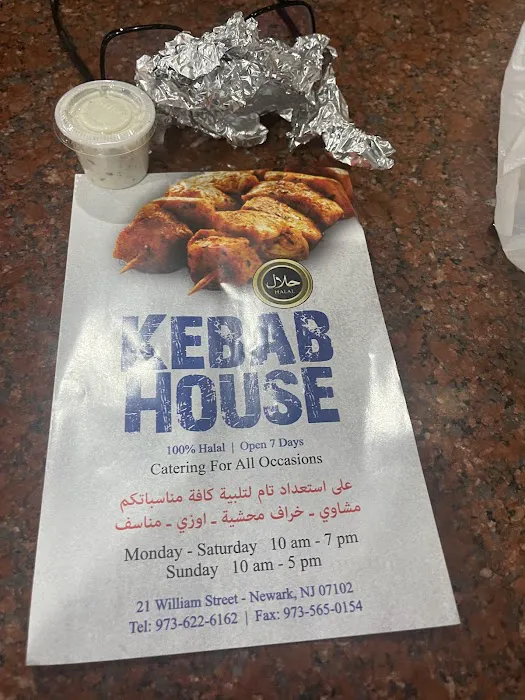 حلال
HALAL
KEBAB
HOUSE
100% Halal | Open 7 Days
Catering For All Occasions
على استعداد تام لتلبية كافة مناسباتكم
مشاوي - خراف محشية - اوزي - مناسف
Monday - Saturday 10 am - 7 pm
Sunday 10 am - 5 pm
21 William Street - Newark, NJ 07102
Tel: 973-622-6162 | Fax: 973-565-0154